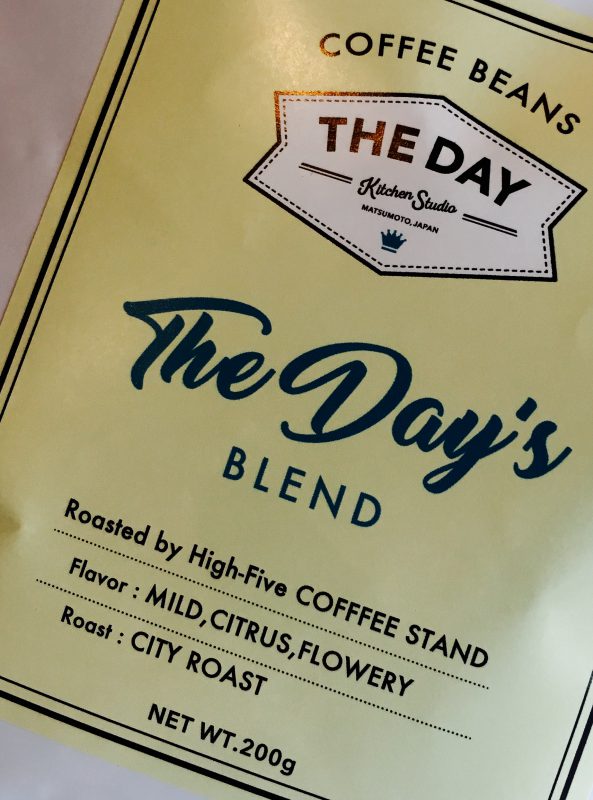 COFFEE BEANS
THE DAY
Kitchen Studio
MATSUMOTO, JAPAN
The Day's
BLEND
Roasted by High-Five COFFFEE STAND
Flavor : MILD,CITRUS,FLOWERY
Roast : CITY ROAST
NET WT.200g